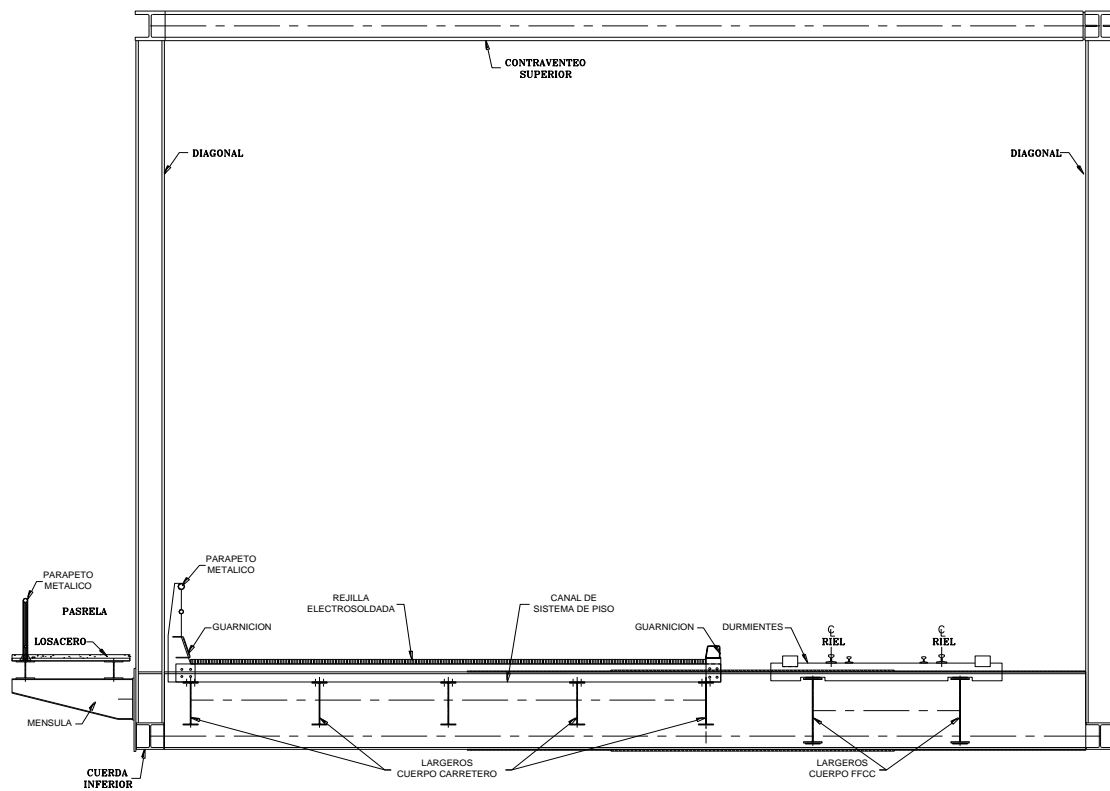 CONTRAVENTEO
SUPERIOR
DIAGONAL
DIAGONAL
PARAPETO
METALICO
PARAPETO
METALICO
PASRELA
LOSACERO
MENSULA
GUARNICION
REJILLA
ELECTROSOLDADA
CANAL DE
SISTEMA DE PISO
GUARNICION
DURMIENTES
RIEL
RIEL
CUERDA
INFERIOR
LARGEROS
CUERPO CARRETERO
LARGEROS
CUERPO FFCC